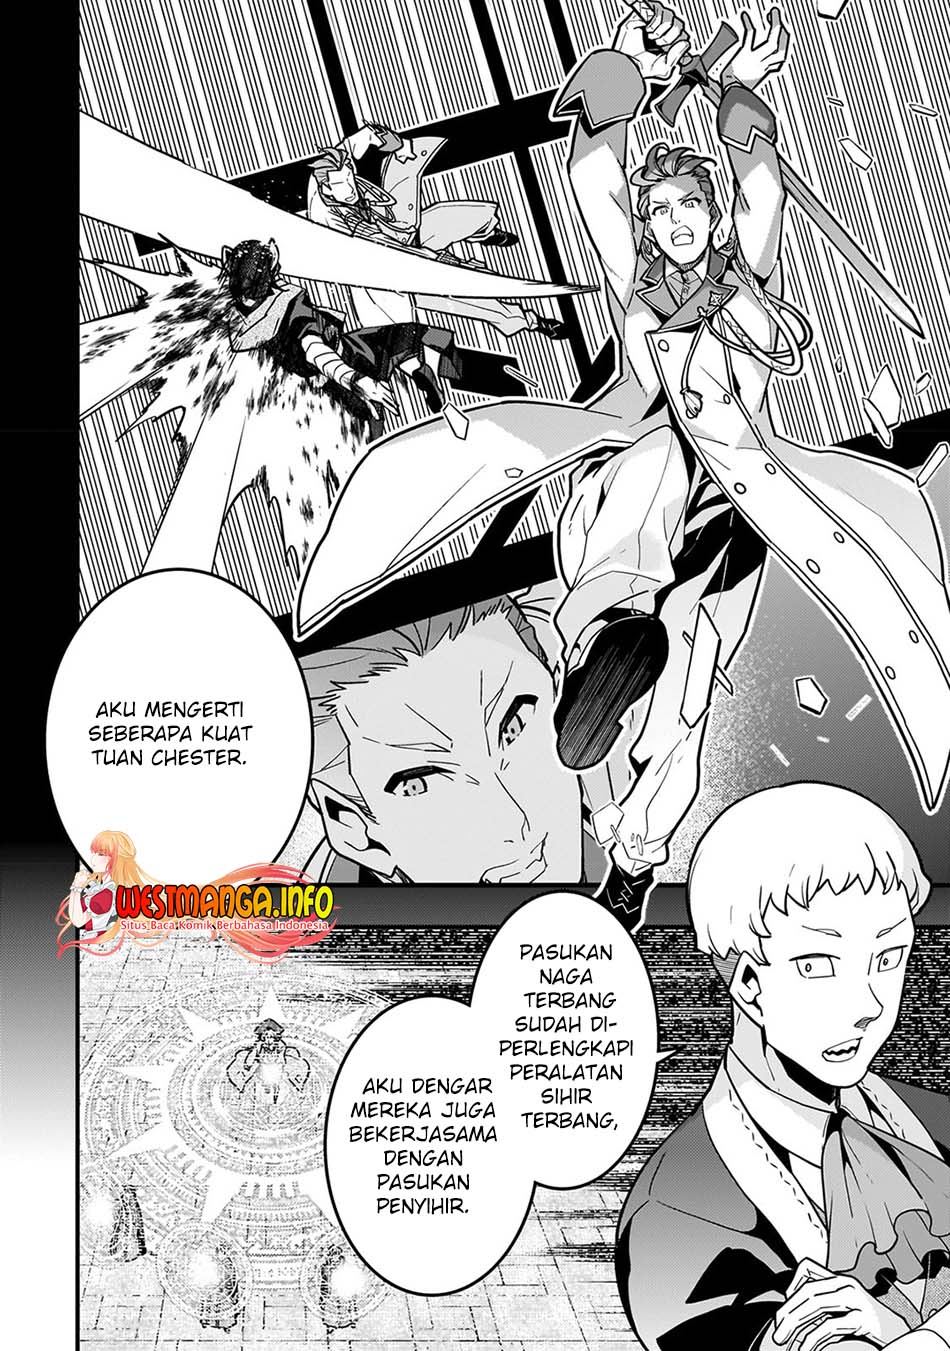 AKU MENGERTI
SEBERAPA KUAT
TUAN CHESTER.
WESTMANGA.INFO
Situs Baca Komik Berbahasa Indonesia
PASUKAN
NAGA
TERBANG
SUDAH DI-
PERLENGKAPI
PERALATAN
SIHIR
TERBANG,
AKU DENGAR
MEREKA JUGA
BEKERJASAMA
DENGAN
PASUKAN
PENYIHIR.